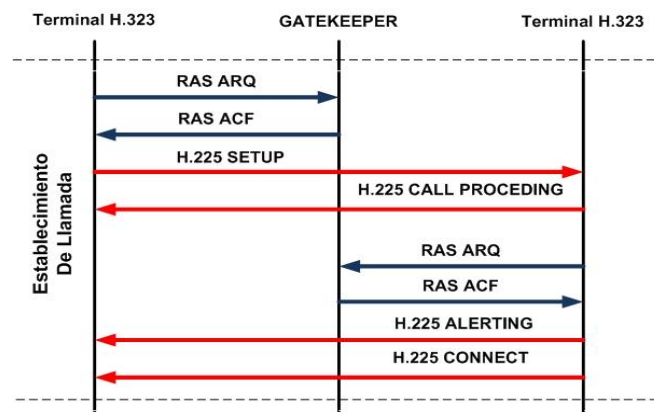 Terminal H.323
GATEKEEPER
Terminal H.323
RAS ARQ
RAS ACF
H.225 SETUP
H.225 CALL PROCEDING
Establecimiento
De Llamada
RAS ARQ
RAS ACF
H.225 ALERTING
H.225 CONNECT